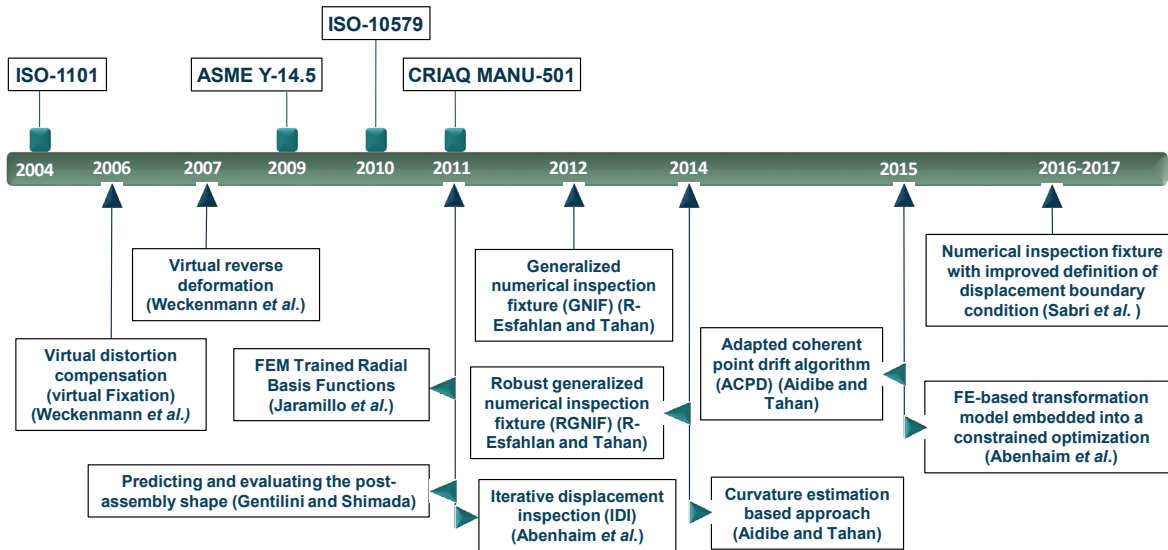 ISO-10579
ISO-1101
ASME Y-14.5
CRIAQ MANU-501
2004
2006
2007
2009
2010
2011
2012
2014
2015
2016-2017
Virtual reverse
deformation
(Weckenmann et al.)
Generalized
numerical inspection
fixture (GNIF) (R-
Esfahlan and Tahan)
Numerical inspection fixture
with improved definition of
displacement boundary
condition (Sabri et al. )
Virtual distortion
compensation
(virtual Fixation)
(Weckenmann et al.)
FEM Trained Radial
Basis Functions
(Jaramillo et al.)
Robust generalized
numerical inspection
fixture (RGNIF) (R-
Esfahlan and Tahan)
Adapted coherent
point drift algorithm
(ACPD) (Aidibe and
Tahan)
FE-based transformation
model embedded into a
constrained optimization
(Abenhaim et al.)
Predicting and evaluating the post-
assembly shape (Gentilini and Shimada)
Iterative displacement
inspection (IDI)
(Abenhaim et al.)
Curvature estimation
based approach
(Aidibe and Tahan)